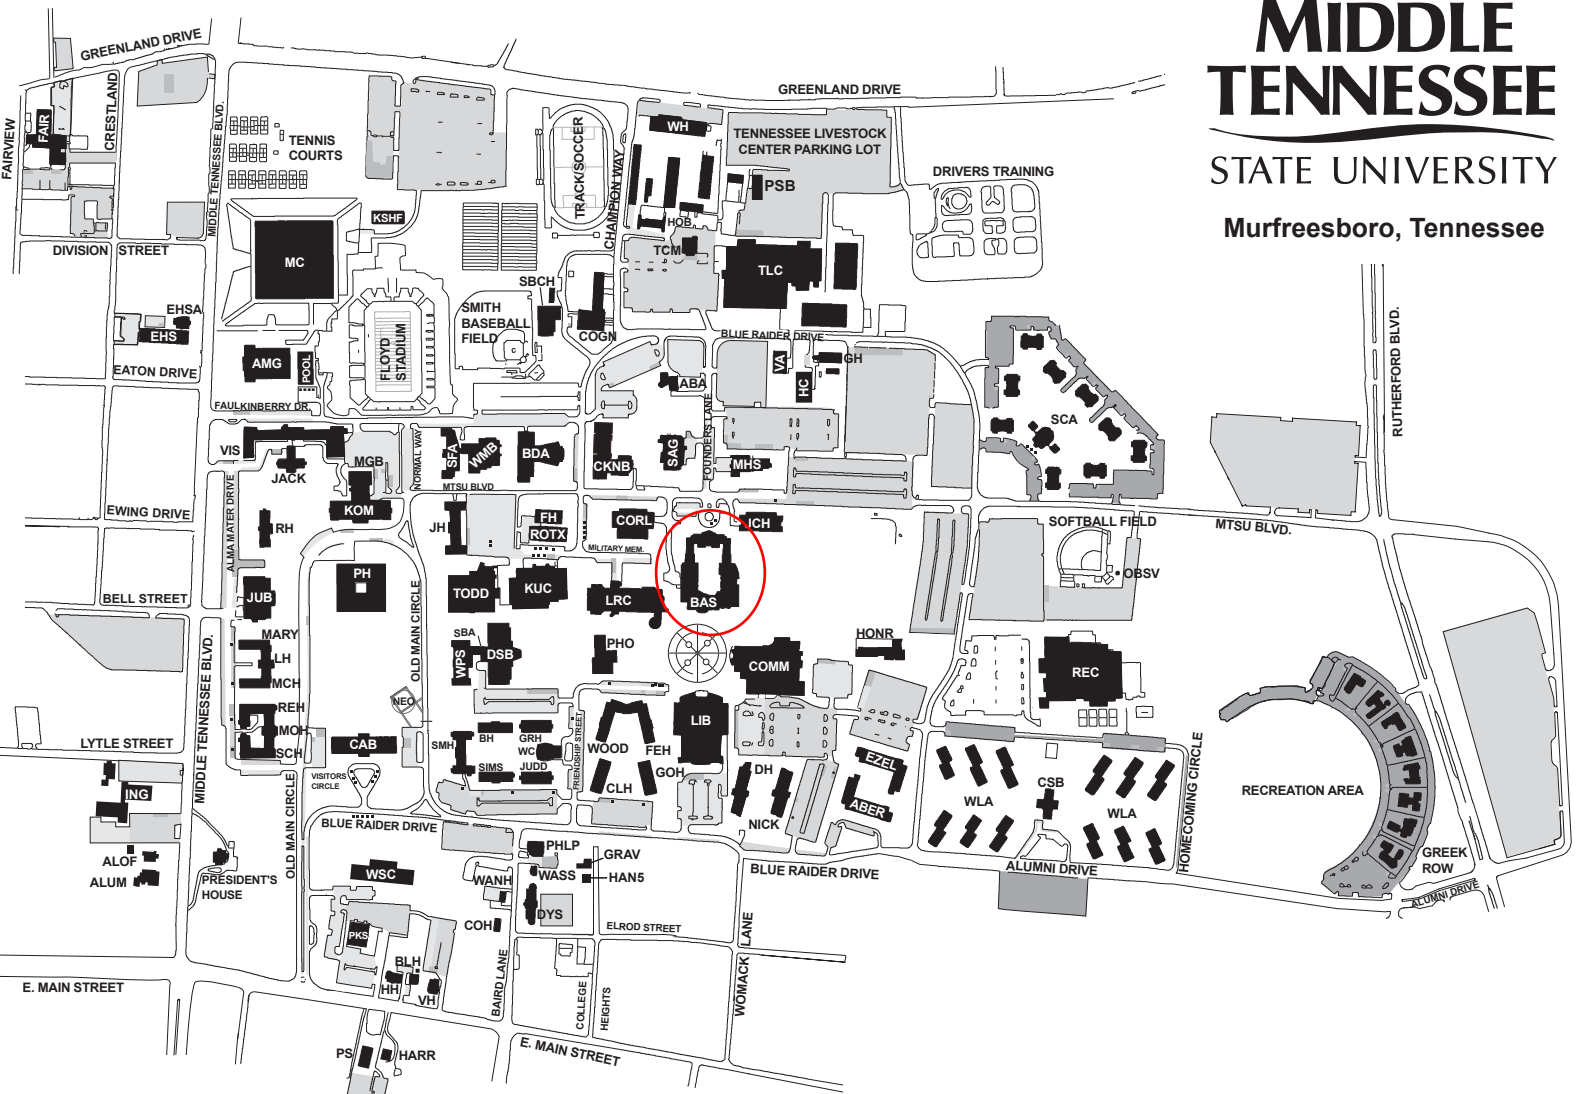 MIDDLE
TENNESSEE
STATE UNIVERSITY
Murfreesboro, Tennessee
GREENLAND DRIVE
GREENLAND DRIVE
FAIRVIEW
FAIR
CRESTLAND
MIDDLE TENNESSEE BLVD.
TENNIS
COURTS
TRACK/SOCCER
CHAMPION WAY
WH
TENNESSEE LIVESTOCK
CENTER PARKING LOT
PSB
DRIVERS TRAINING
KSHF
HOB
TCM
TLC
DIVISION STREET
MC
SBCH
SMITH
BASEBALL
FIELD
COGN
EHSA
EHS
FLOYD
STADIUM
BLUE RAIDER DRIVE
RUTHERFORD BLVD.
AMG
POOL
EATON DRIVE
VA
GH
HC
ABA
FAULKINBERRY DR.
FOUNDERS LANE
SCA
VIS
JACK
MGB
NORMAL WAY
SFA
WMB
BDA
CKNB
SAG
MHS
MTSU BLVD
ALMA MATER DRIVE
EWING DRIVE
KOM
RH
JH
FH
ROTX
CORL
ICH
SOFTBALL FIELD
MTSU BLVD.
MILITARY MEM.
OBSV
PH
JUB
BELL STREET
OLD MAIN CIRCLE
TODD
KUC
LRC
BAS
MARY
LH
MCH
SBA
WPS
DSB
PHO
COMM
HONR
REC
MIDDLE TENNESSEE BLVD.
REH
MOH
SCH
NEO
LYTLE STREET
CAB
SMH
BH
GRH
WC
SIMS
JUDD
FRIENDSHIP STREET
WOOD
FEH
GOH
CLH
LIB
DH
NICK
EZEL
ABER
WLA
CSB
WLA
HOMECOMING CIRCLE
RECREATION AREA
VISITORS
CIRCLE
ING
OLD MAIN CIRCLE
BLUE RAIDER DRIVE
ALOF
ALUM
PRESIDENT'S
HOUSE
WSC
PHLP
GRAV
WASS
HAN5
WANH
DYS
COH
BLUE RAIDER DRIVE
ALUMNI DRIVE
GREEK
ROW
ALUMNI DRIVE
ELROD STREET
PKS
BLH
HH
VH
BAIRD LANE
COLLEGE
HEIGHTS
WOMACK LANE
E. MAIN STREET
E. MAIN STREET
PS
HARR